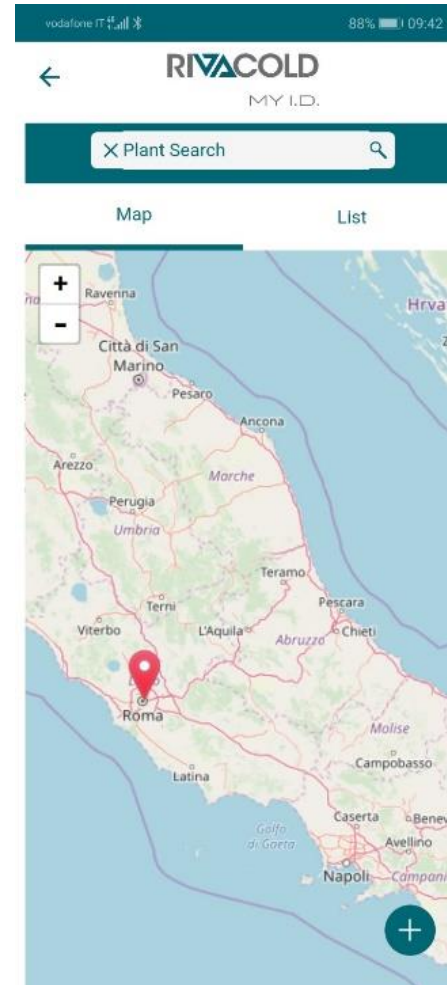 vodafone IT 88% 09:42
RIVACOLD
MY I.D.
Plant Search
Map List
+
-
Ravenna
Hrva
Città di San
Marino
Pesaro
Ancona
Arezzo
Marche
Perugia
Umbria
Teramo
Terni
Pescara
Viterbo L'Aquila Abruzzo Chieti
Roma
Molise
Campobasso
Latina
Caserta Benev
Golfo
di Gaeta
Avellino
Napoli Campani
+